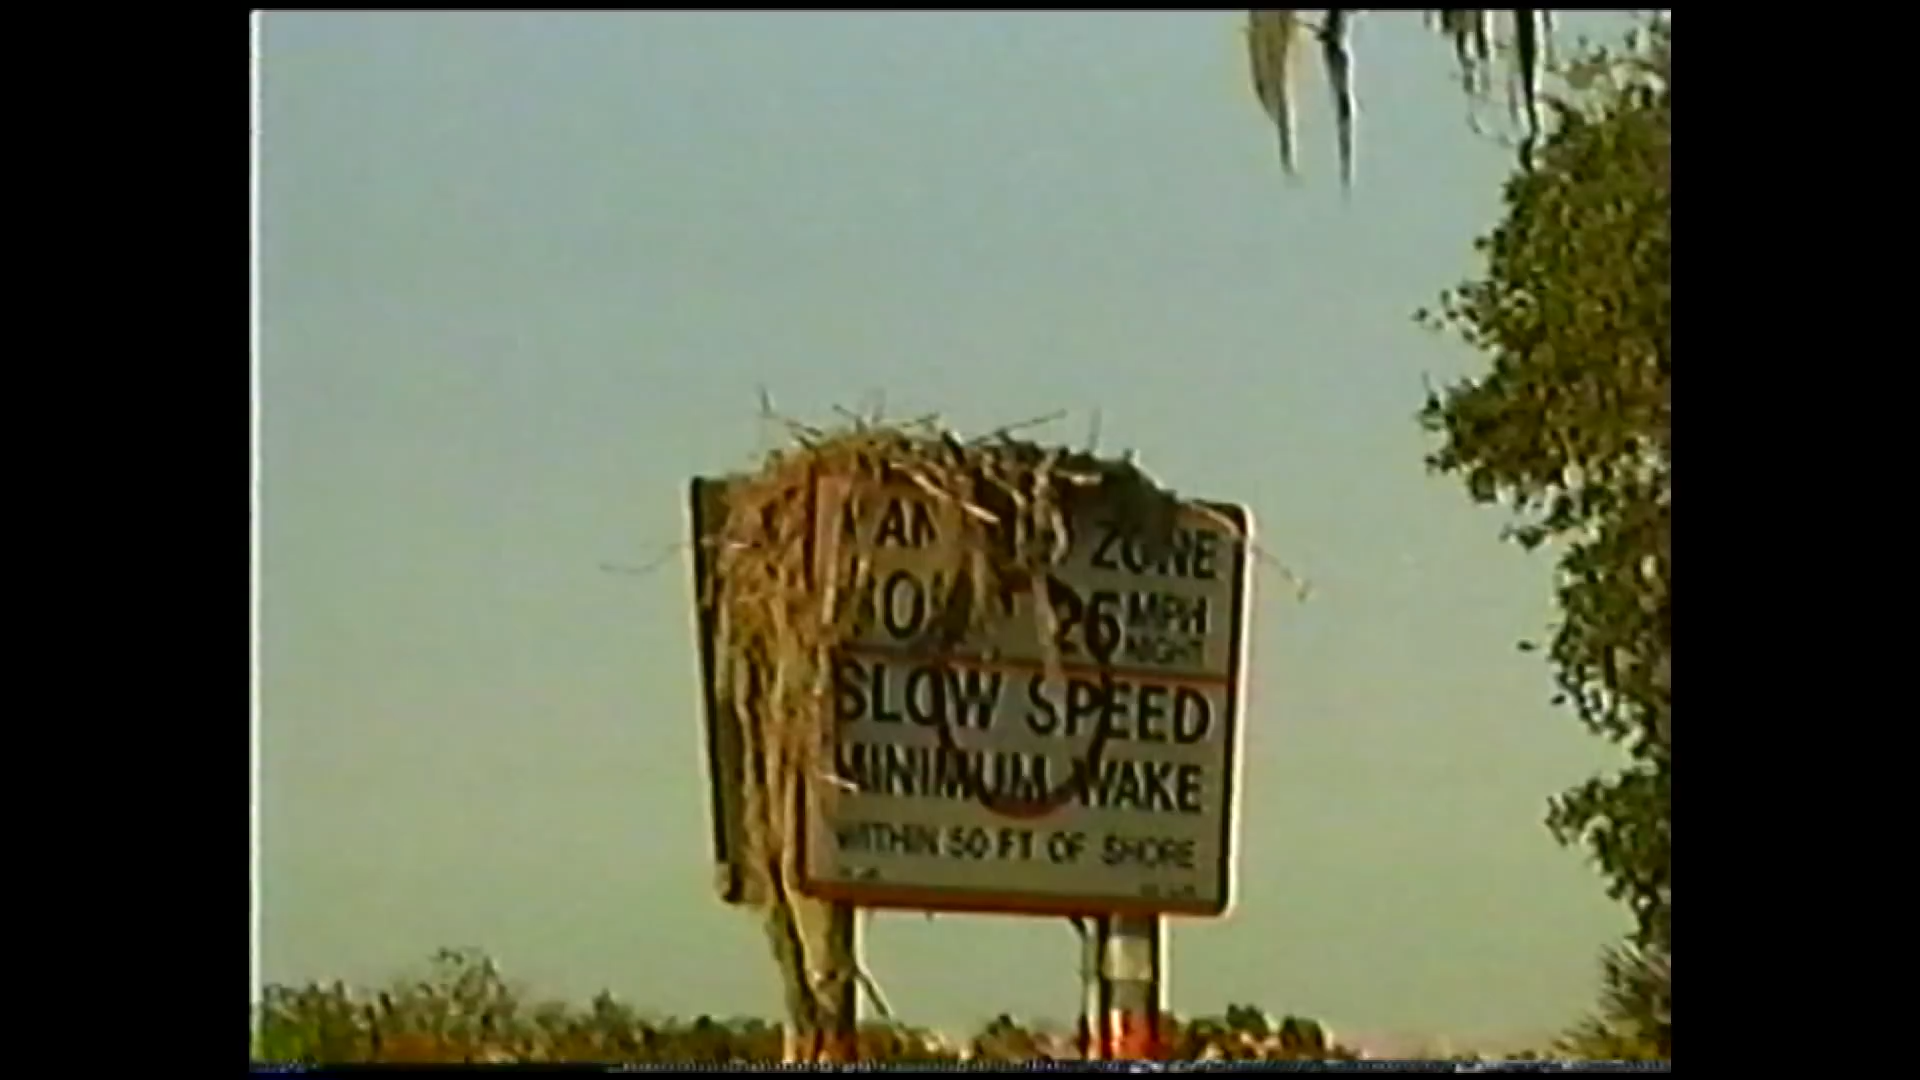 ZONE
26 MPH
NIGHT
SLOW SPEED
MINIMUM WAKE
WITHIN 50 FT OF SHORE